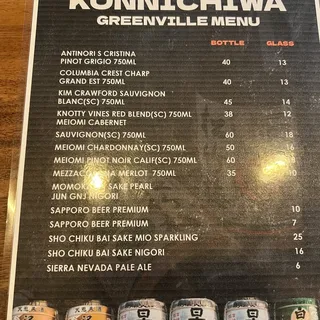 KONNICHIWA
GREENVILLE MENU
BOTTLE GLASS
ANTINORI S CRISTINA
PINOT GRIGIO 750ML 40 13
COLUMBIA CREST CHARP
GRAND EST 750ML 40 13
KIM CRAWFORD SAUVIGNON
BLANC(SC) 750ML 45 14
KNOTTY VINES RED BLEND(SC) 750ML 38 12
MEIOMI CABERNET
SAUVIGNON(SC) 750ML 60 18
MEIOMI CHARDONNAY(SC) 750ML 50 16
MEIOMI PINOT NOIR CALIF(SC) 750ML 60 18
MEZZACORONA MERLOT 750ML 35 10
MOMOKAWA SAKE PEARL
JUN GNJ NIGORI
SAPPORO BEER PREMIUM 10
SAPPORO BEER PREMIUM 7
SHO CHIKU BAI SAKE MIO SPARKLING 25
SHO CHIKU BAI SAKE NIGORI 16
SIERRA NEVADA PALE ALE 6